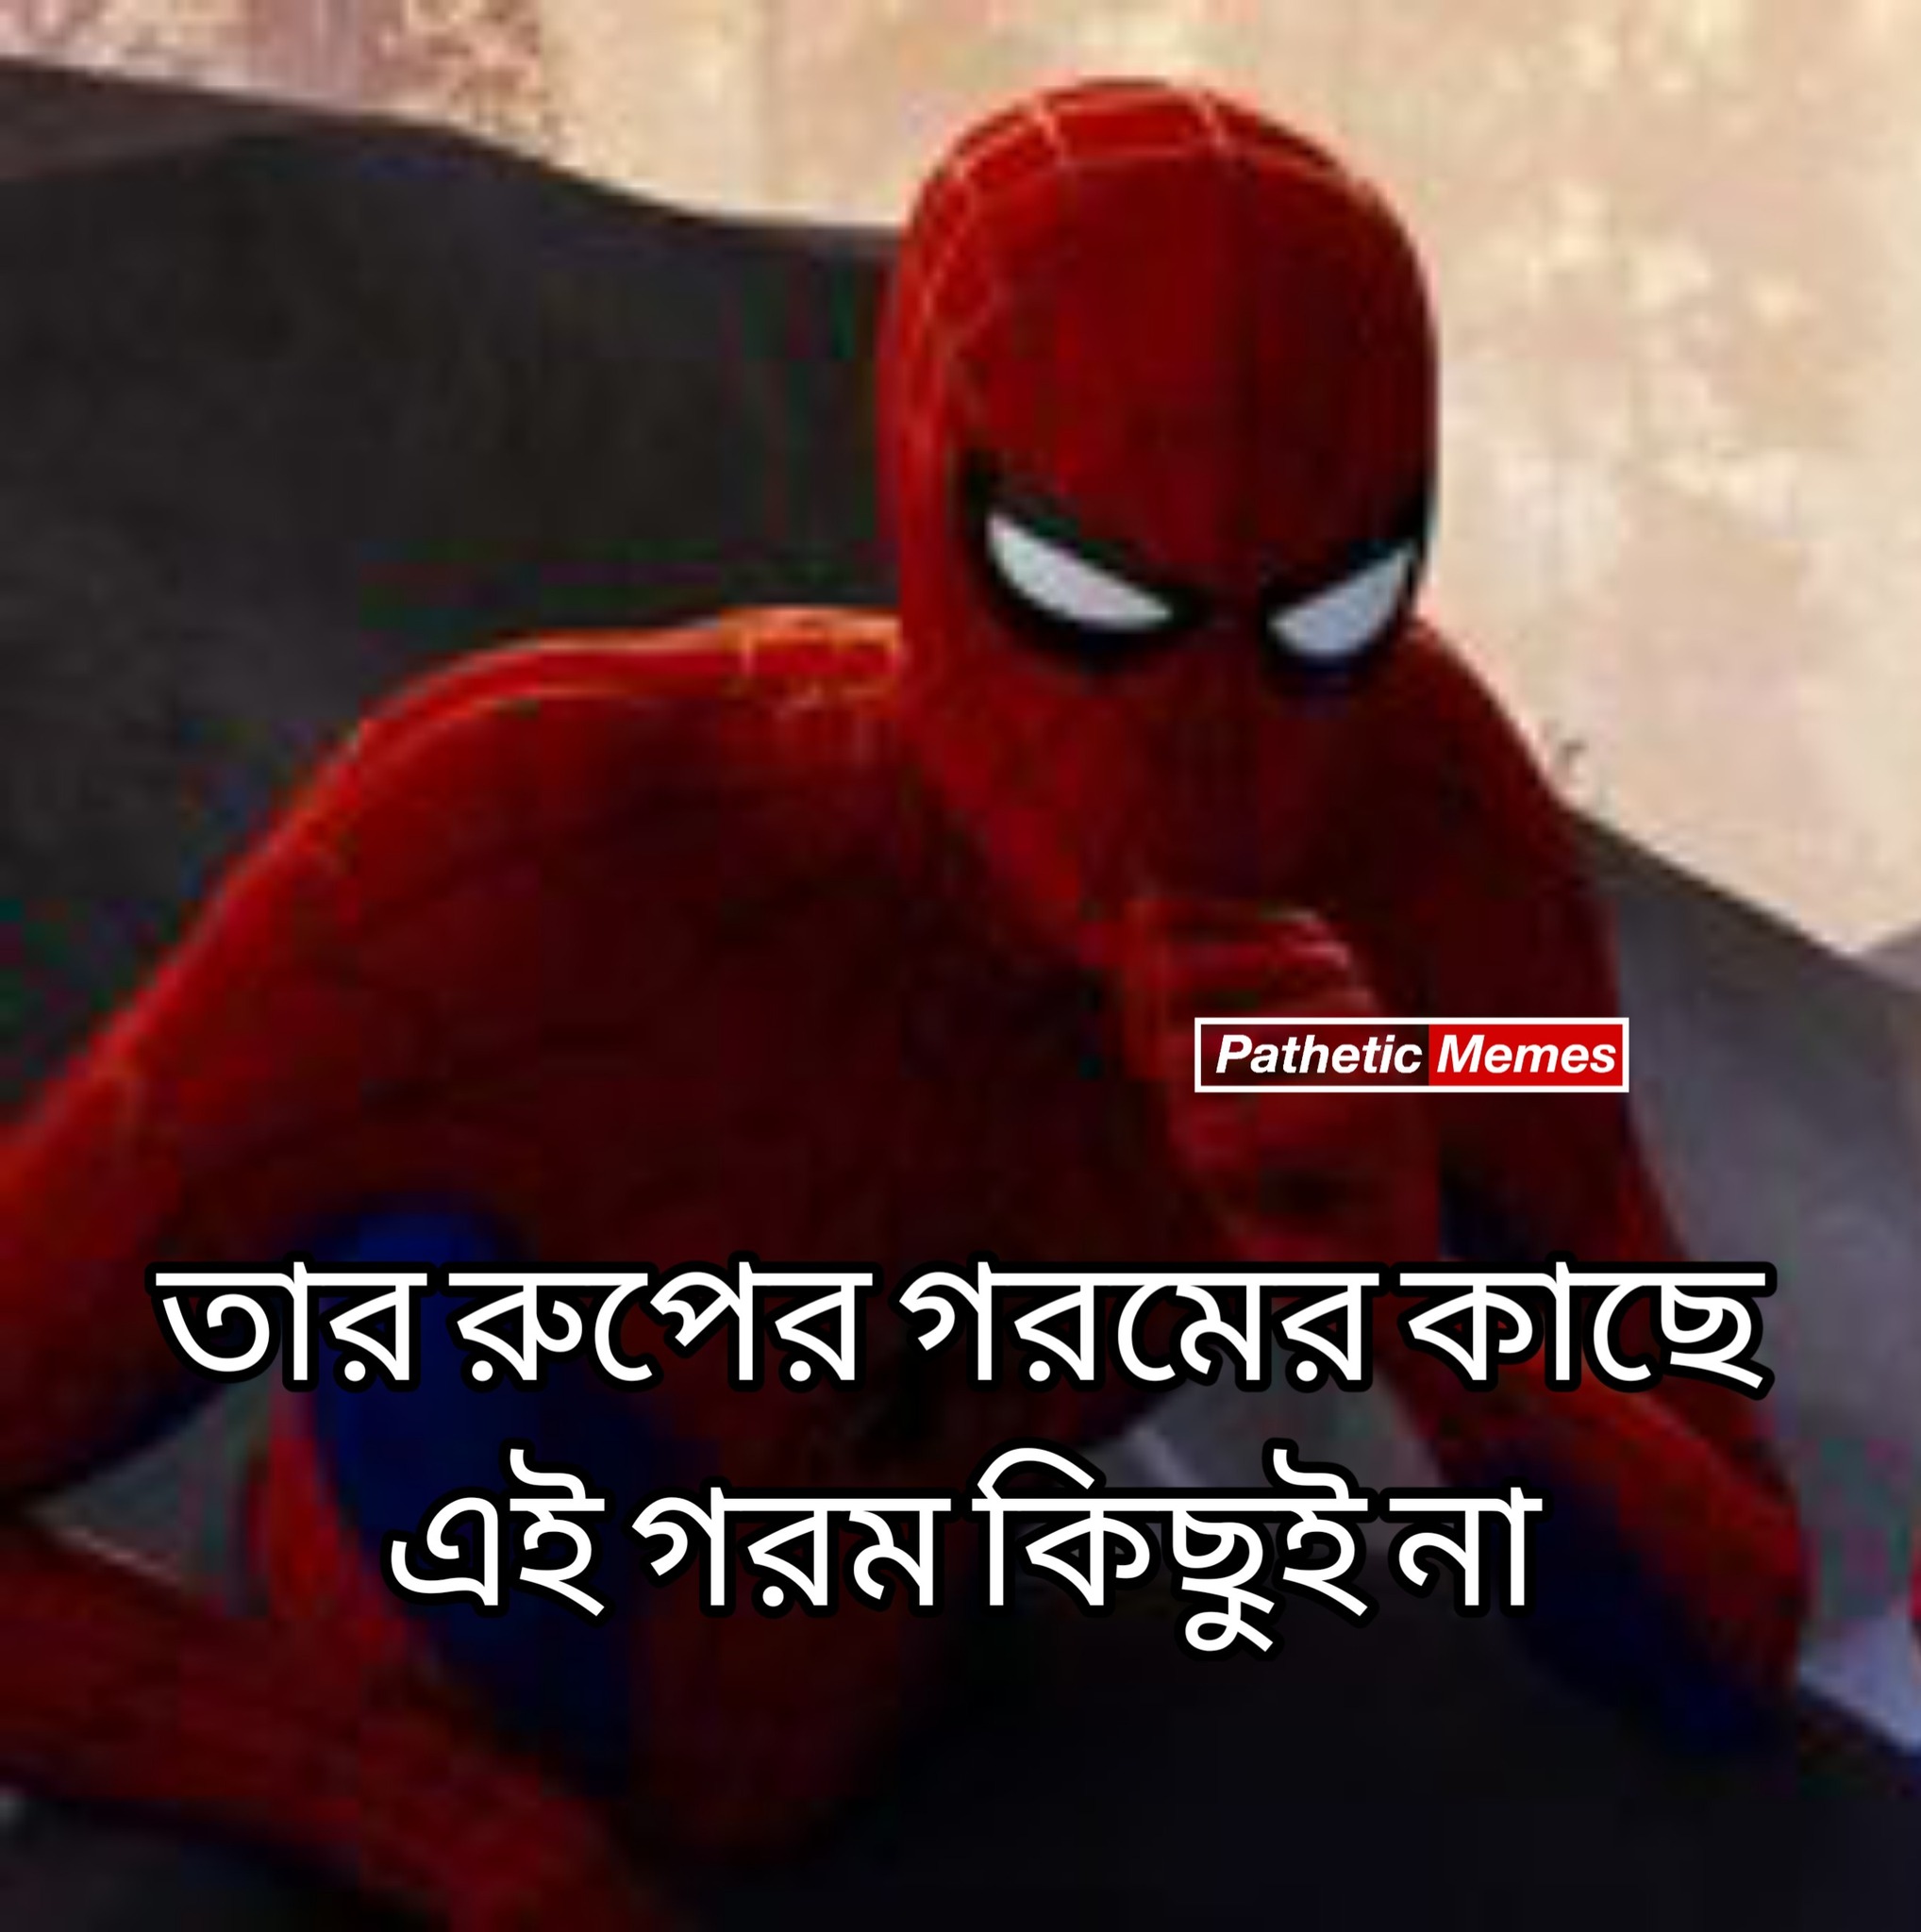 Pathetic Memes
তার রুপের গরমের কাছে
এই গরম কিছুই না